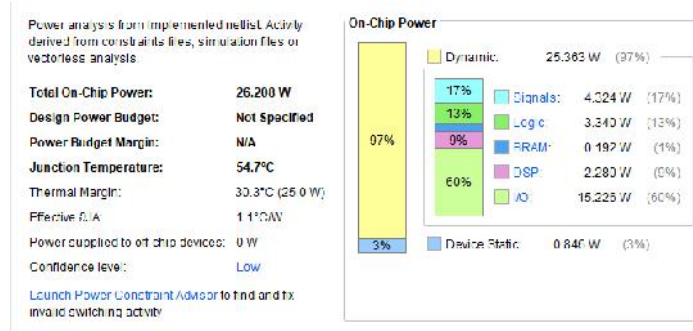 Power analysis from Implemented netlist. Activity
derived from constraints files, simulation files or
vectorless analysis.
Total On-Chip Power: 26.208 W
Design Power Budget: Not Specified
Power Budget Margin: N/A
Junction Temperature: 54.7°C
Thermal Margin: 30.3°C (25.0 W)
Effective ϑJA: 1.1°C/W
Power supplied to off-chip devices: 0 W
Confidence level: Low
Launch Power Constraint Advisor to find and fix
invalid switching activity
On-Chip Power
97%
3%
Dynamic: 25.363 W (97%)
17%
13%
9%
60%
Signals: 4.324 W (17%)
Logic: 3.340 W (13%)
BRAM: 0.192 W (1%)
DSP: 2.280 W (9%)
I/O: 15.226 W (60%)
Device Static: 0.846 W (3%)